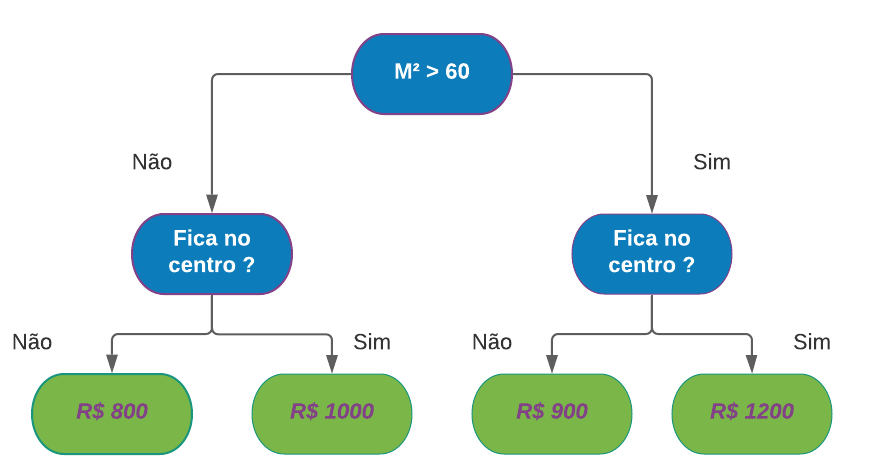 M² > 60
Não
Sim
Fica no
centro ?
Fica no
centro ?
Não
Sim
Não
Sim
R$ 800
R$ 1000
R$ 900
R$ 1200